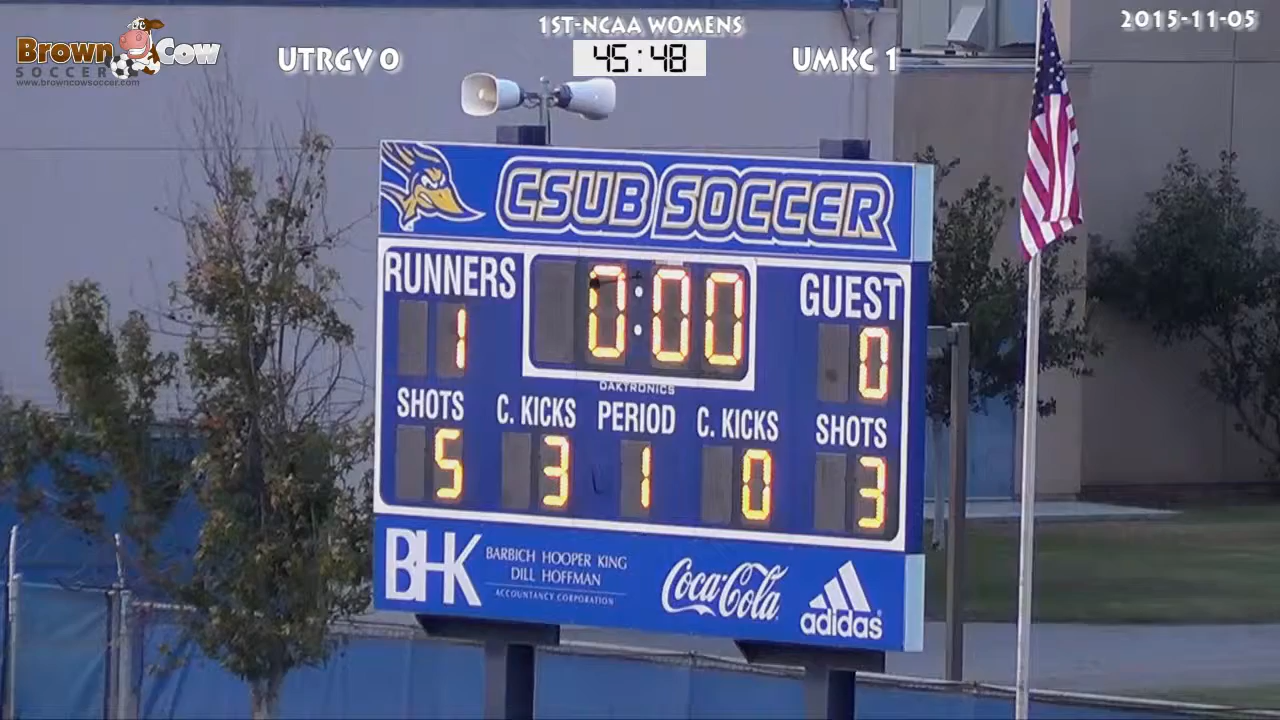 1ST-NCAA WOMENS
2015-11-05
Brown Cow
SOCCER
www.browncowsoccer.com
UTRGV 0
45:48
UMKC 1
CSUB SOCCER
RUNNERS
0:00
GUEST
1
0
DAKTRONICS
SHOTS
C. KICKS
PERIOD
C. KICKS
SHOTS
5
3
1
0
3
BHK
BARBICH HOOPER KING
DILL HOFFMAN
ACCOUNTANCY CORPORATION
Coca-Cola
adidas